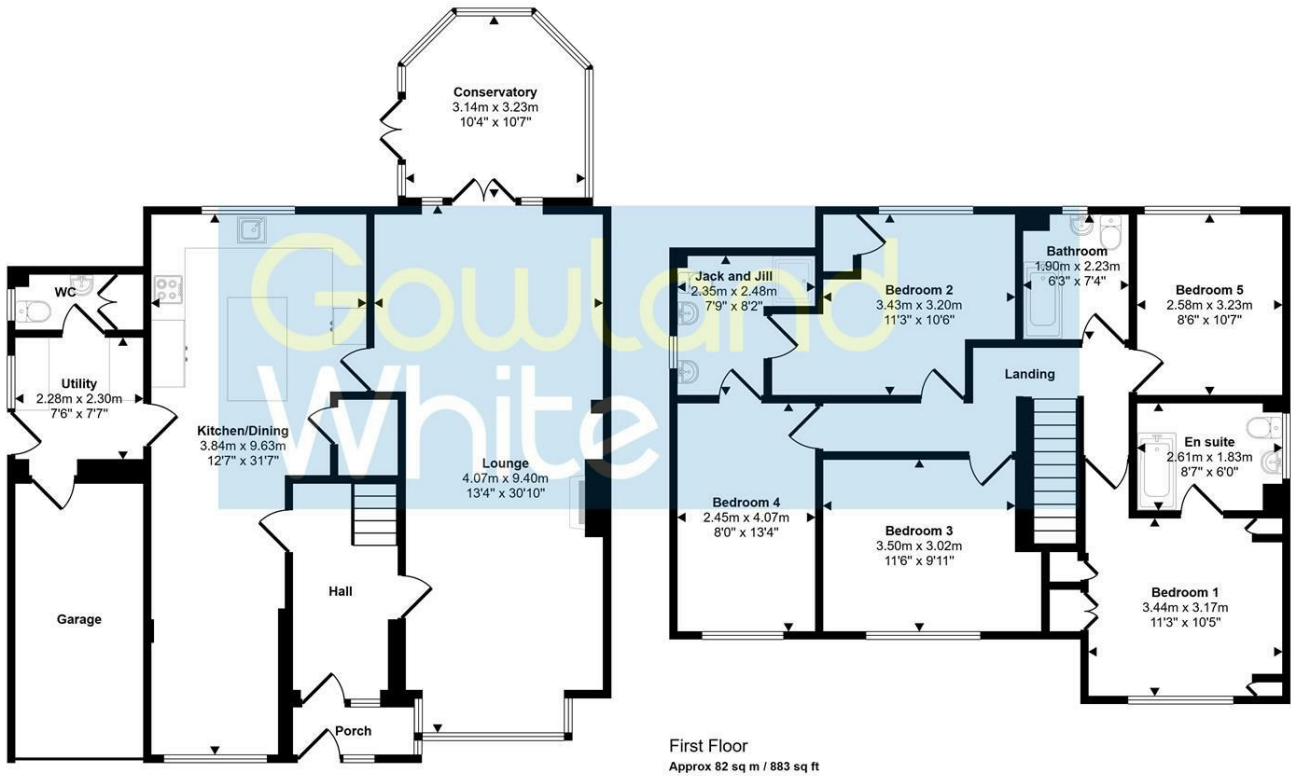 Conservatory
3.14m x 3.23m
10'4" x 10'7"
WC
Utility
2.28m x 2.30m
7'6" x 7'7"
Kitchen/Dining
3.84m x 9.63m
12'7" x 31'7"
Lounge
4.07m x 9.40m
13'4" x 30'10"
Garage
Hall
Porch
Gowland
White
Jack and Jill
2.35m x 2.48m
7'9" x 8'2"
Bedroom 2
3.43m x 3.20m
11'3" x 10'6"
Bathroom
1.90m x 2.23m
6'3" x 7'4"
Bedroom 5
2.58m x 3.23m
8'6" x 10'7"
Landing
En suite
2.61m x 1.83m
8'7" x 6'0"
Bedroom 4
2.45m x 4.07m
8'0" x 13'4"
Bedroom 3
3.50m x 3.02m
11'6" x 9'11"
Bedroom 1
3.44m x 3.17m
11'3" x 10'5"
First Floor
Approx 82 sq m / 883 sq ft